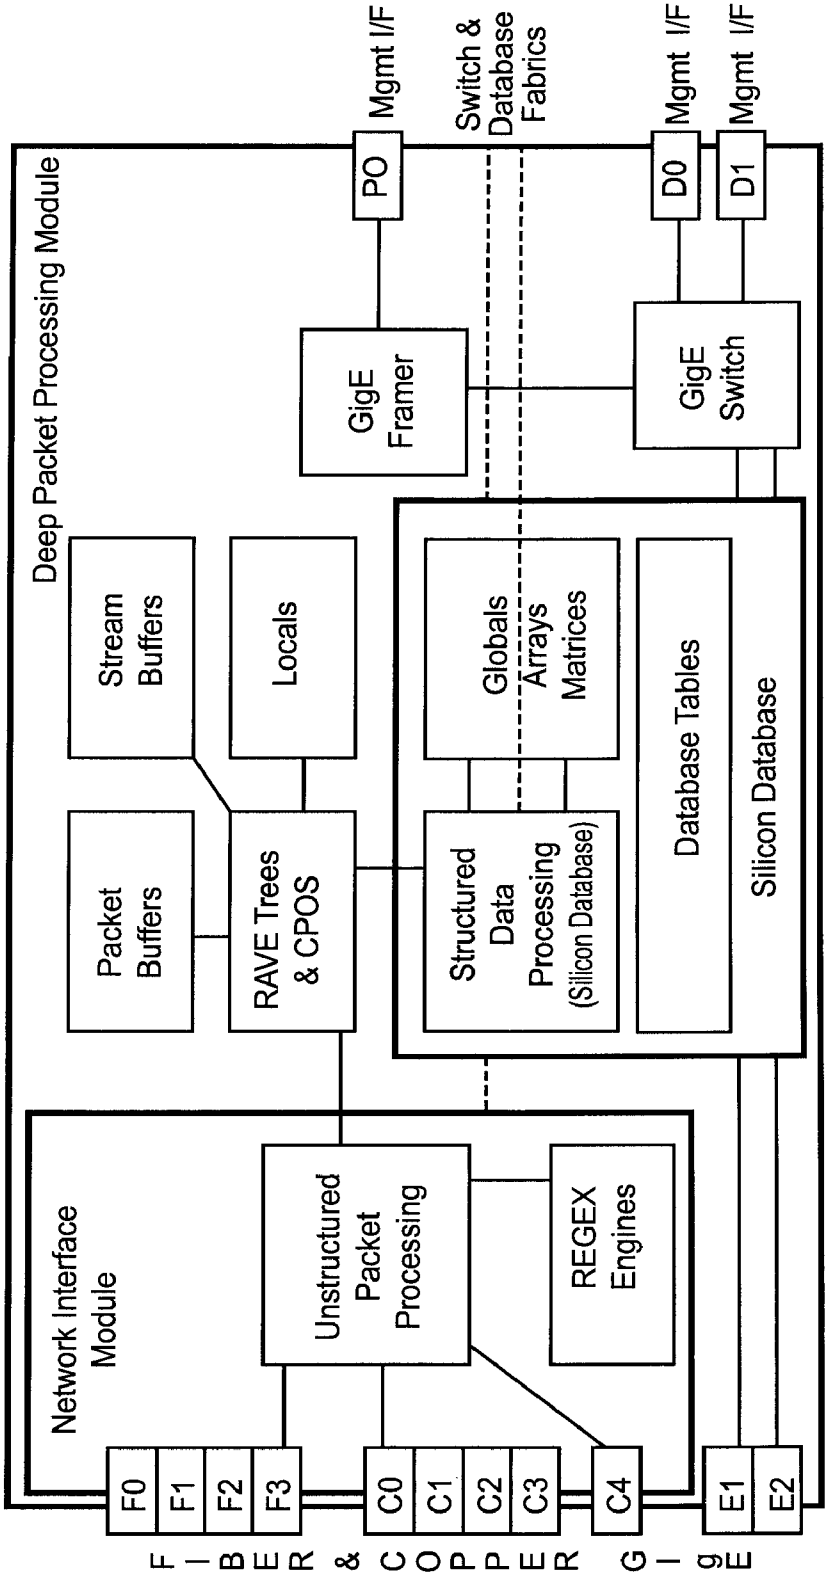 Deep Packet Processing Module
Network Interface
Module
F0
F1
F2
F3
C0
C1
C2
C3
C4
E1
E2
FIBER & COPPER GigE
Unstructured
Packet
Processing
REGEX
Engines
Packet
Buffers
Stream
Buffers
RAVE Trees
& CPOS
Locals
Structured
Data
Processing
(Silicon Database)
Globals
Arrays
Matrices
Database Tables
Silicon Database
GigE
Framer
GigE
Switch
PO
Mgmt I/F
Switch &
Database
Fabrics
D0
Mgmt I/F
D1
Mgmt I/F